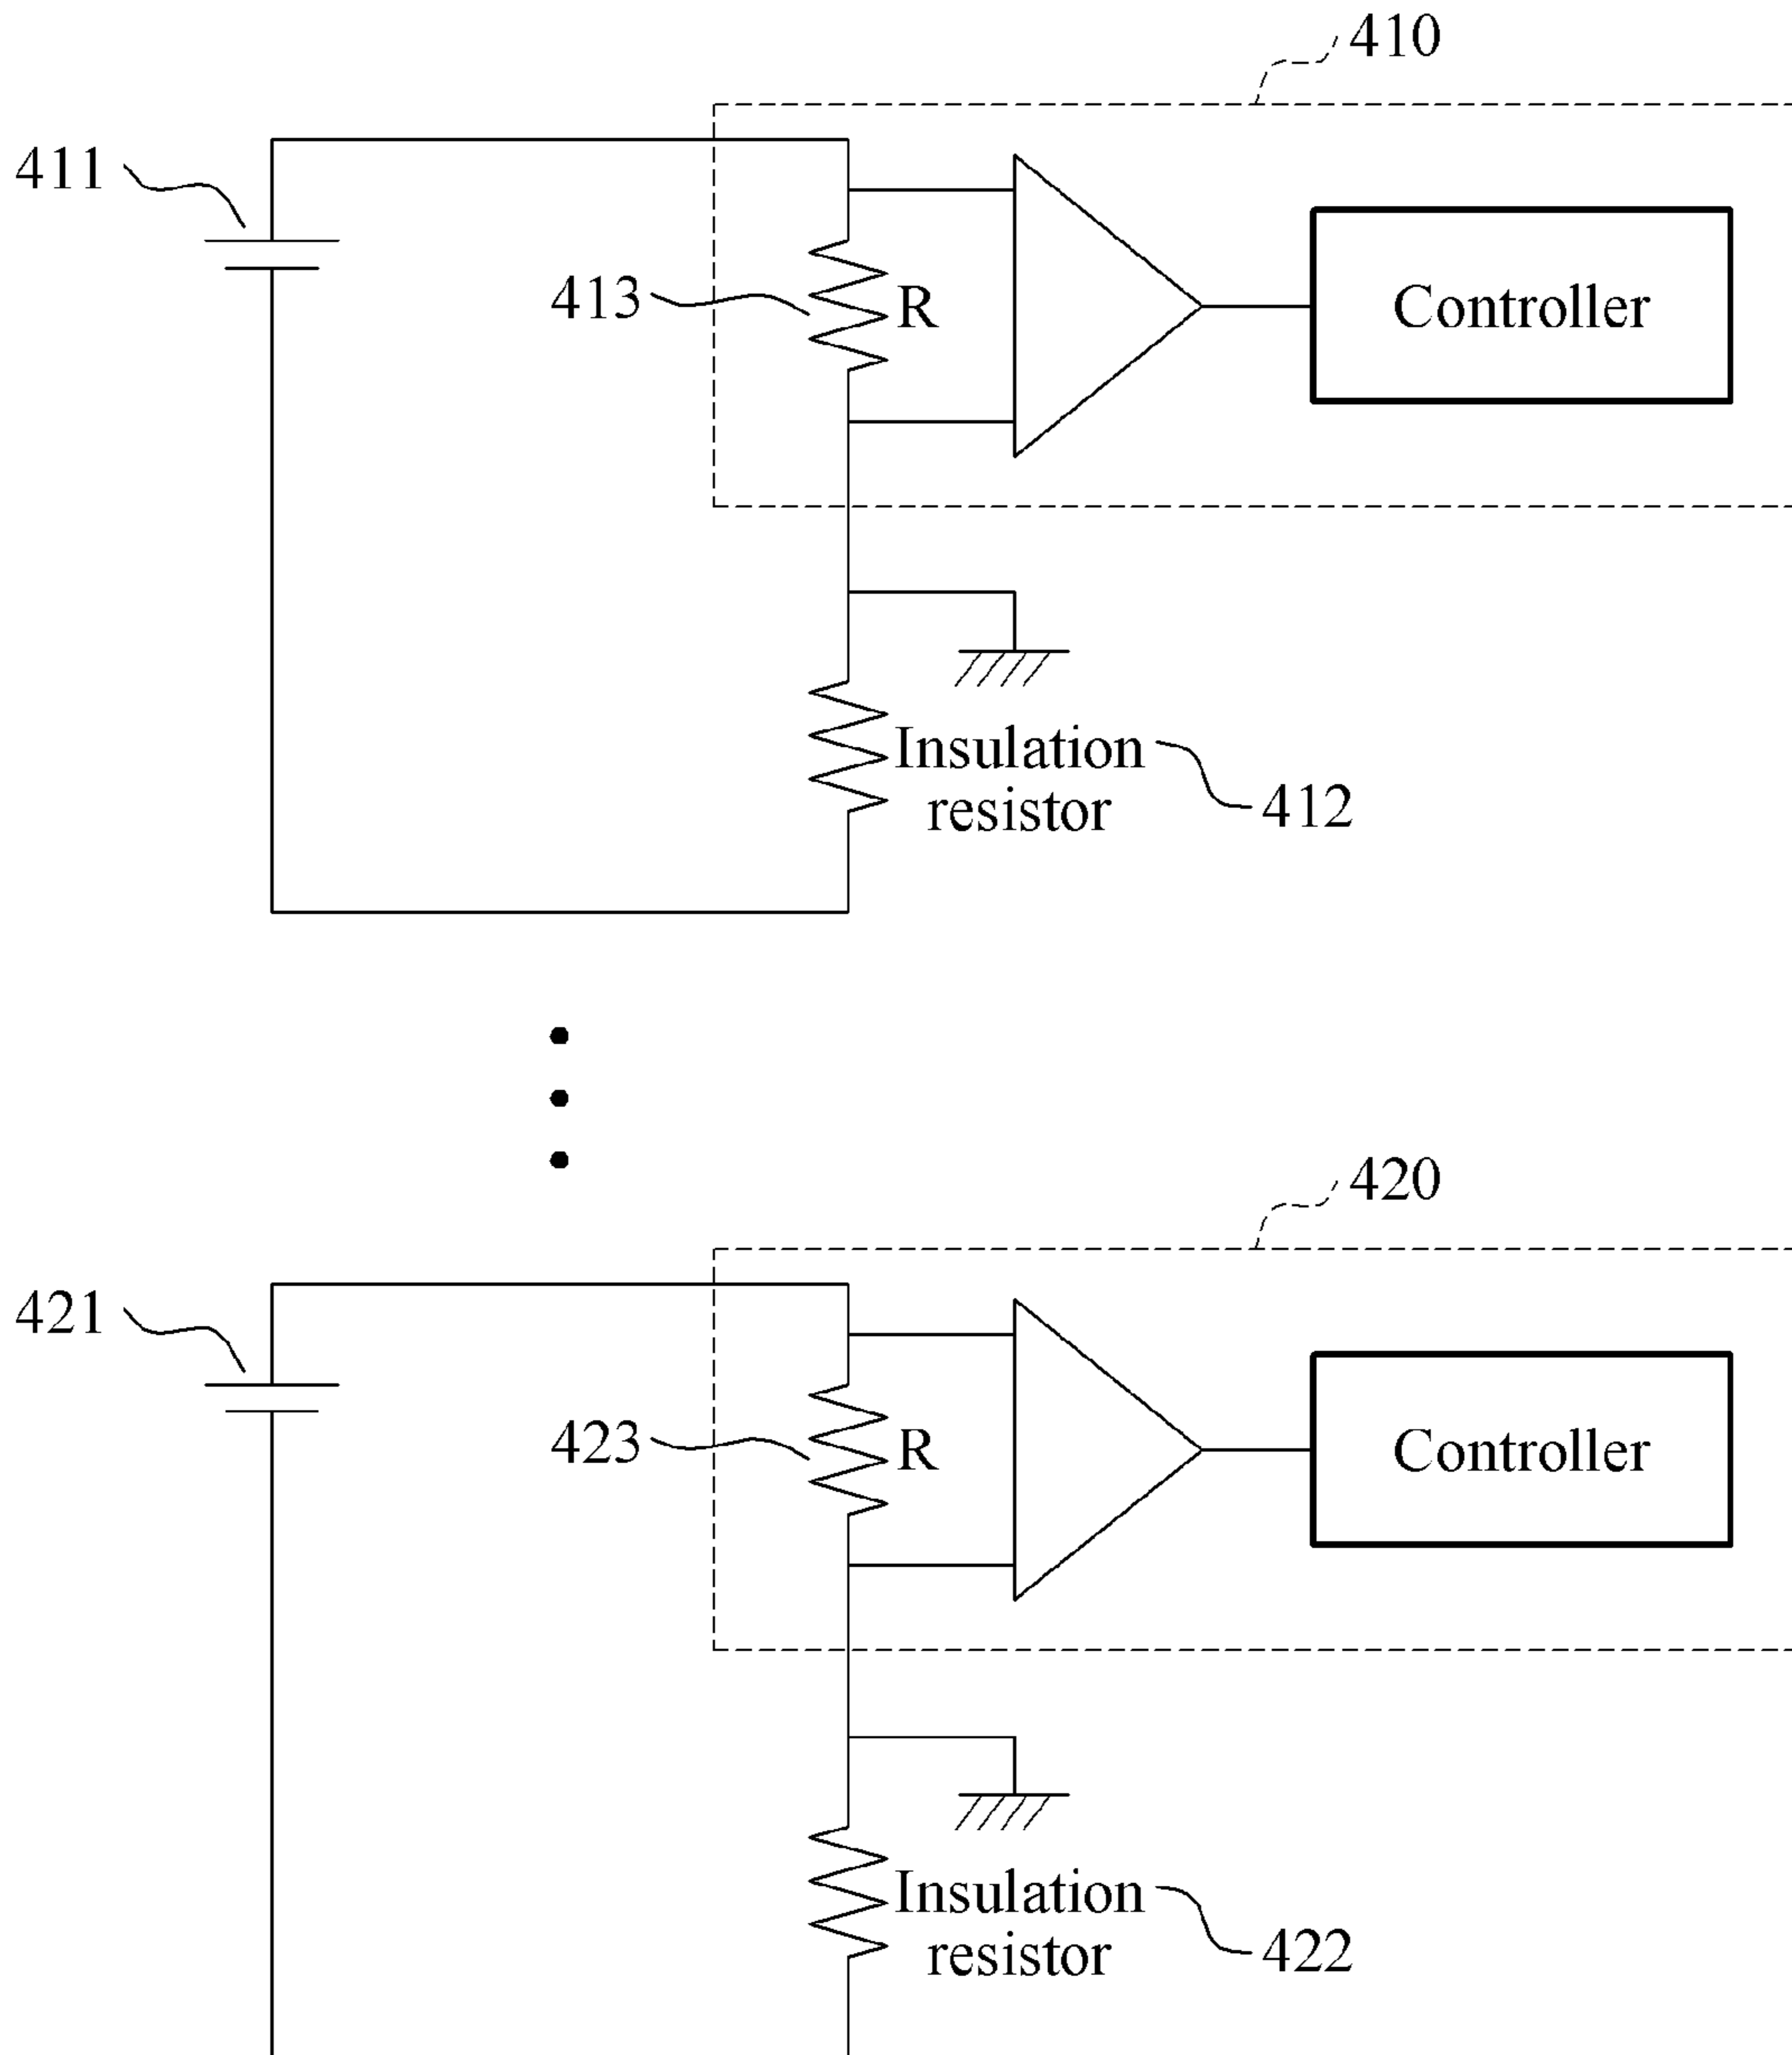 410
411
413
R
Controller
Insulation
resistor
412
420
421
423
R
Controller
Insulation
resistor
422